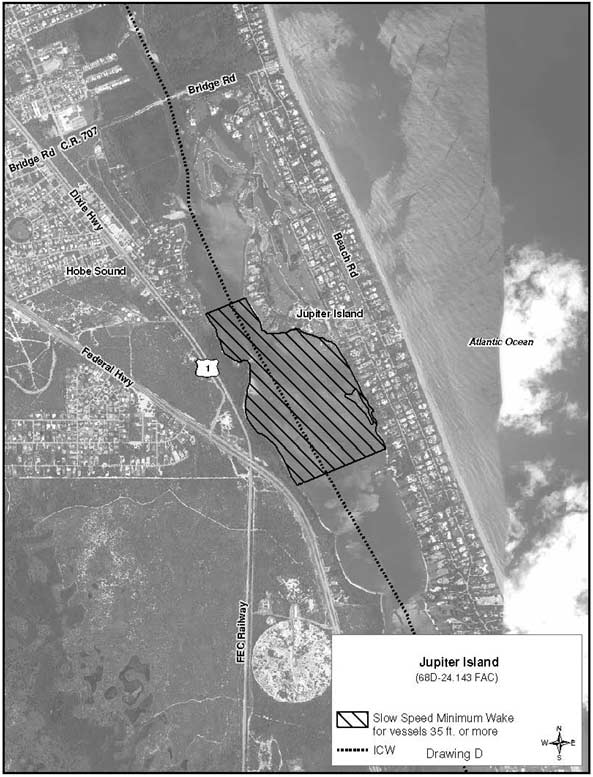 Bridge Rd
Bridge Rd C.R. 707
Dixie Hwy
Hobe Sound
Beach Rd
Jupiter Island
Atlantic Ocean
1
Federal Hwy
FEC Railway
Jupiter Island
(68D-24.143 FAC)
Slow Speed Minimum Wake
for vessels 35 ft. or more
ICW
Drawing D
N
W E
S